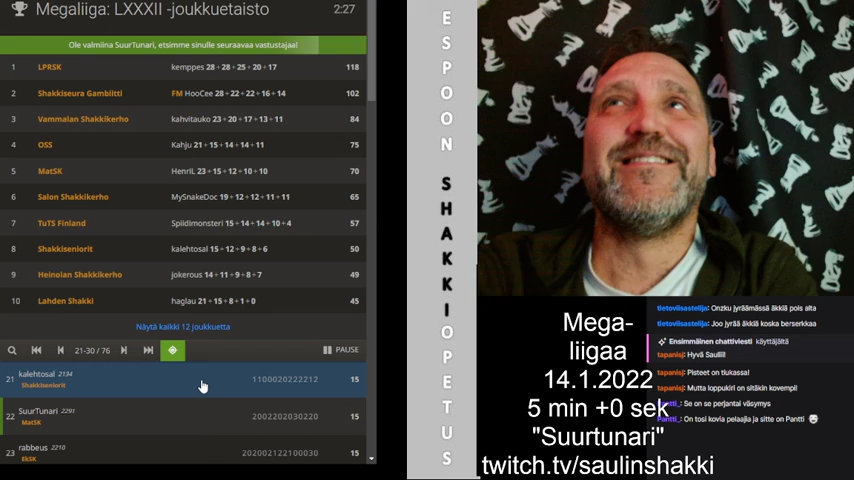 Megaliiga: LXXXII -joukkuetaisto 2:27
Ole valmiina SuurTunari, etsimme sinulle seuraavaa vastustajaa!
1 LPRSK kemppes 28+28+25+20+17 118
2 Shakkiseura Gambiitti FM HooCee 28+22+22+16+14 102
3 Vammalan Shakkikerho kahvitauko 23+20+17+13+11 84
4 OSS Kahju 21+15+14+14+11 75
5 MatSK HenriL 23+15+12+10+10 70
6 Salon Shakkikerho MySnakeDoc 19+12+12+11+11 65
7 TuTS Finland Spiidimonsteri 15+14+14+10+4 57
8 Shakkiseniorit kalehtosal 15+12+9+8+6 50
9 Heinolan Shakkikerho jokerous 14+11+9+8+7 49
10 Lahden Shakki haglau 21+15+8+1+0 45
Näytä kaikki 12 joukkuetta
21-30 / 76 PAUSE
21 kalehtosal 2134 1100020222212 15
Shakkiseniorit
22 SuurTunari 2291 2002202030220 15
MatSK
23 rabbeus 2210 202002122100030 15
EkSK
ESPOON
SHAKKIOPETUS
Mega-
liigaa
14.1.2022
5 min +0 sek
"Suurtunari"
twitch.tv/saulinshakki
tietoviisastelija: Onzku jyräämässä äkkiä pois alta
tietoviisastelija: Joo jyrää äkkiä koska berserkkaa
Ensimmäinen chattiviesti käyttäjältä
tapanisj: Hyvä Sauliii!
tapanisj: Pisteet on tiukassa!
tapanisj: Mutta loppukiri on sitäkin kovempi!
Pantti_: Se on se perjantai väsymys
Pantti_: On tosi kovia pelaajia ja sitte on Pantti